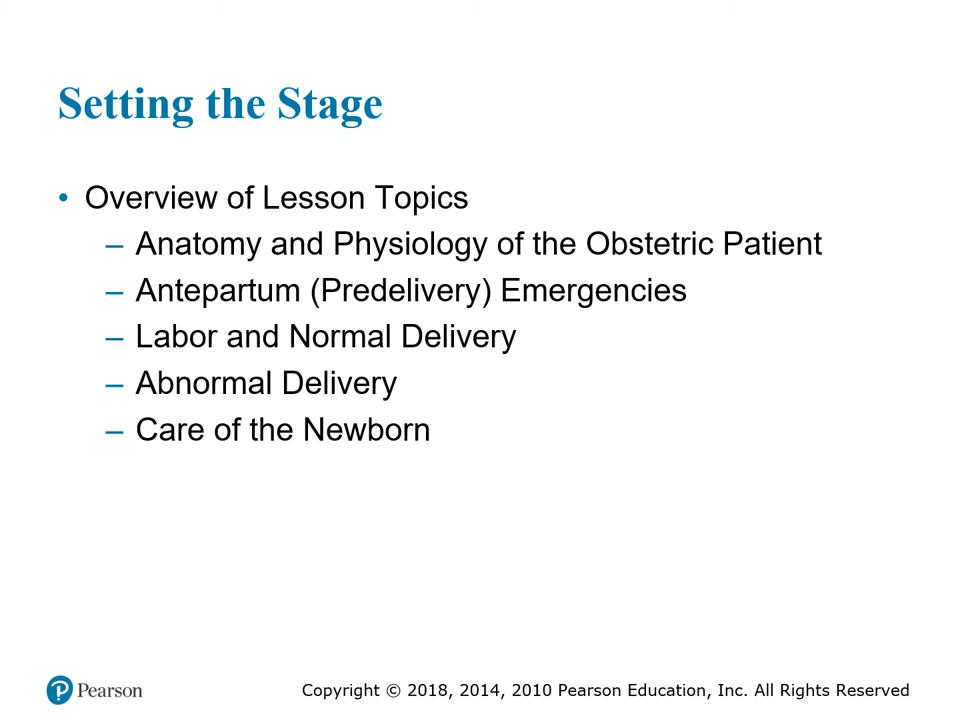 Setting the Stage
• Overview of Lesson Topics
– Anatomy and Physiology of the Obstetric Patient
– Antepartum (Predelivery) Emergencies
– Labor and Normal Delivery
– Abnormal Delivery
– Care of the Newborn
Pearson
Copyright © 2018, 2014, 2010 Pearson Education, Inc. All Rights Reserved